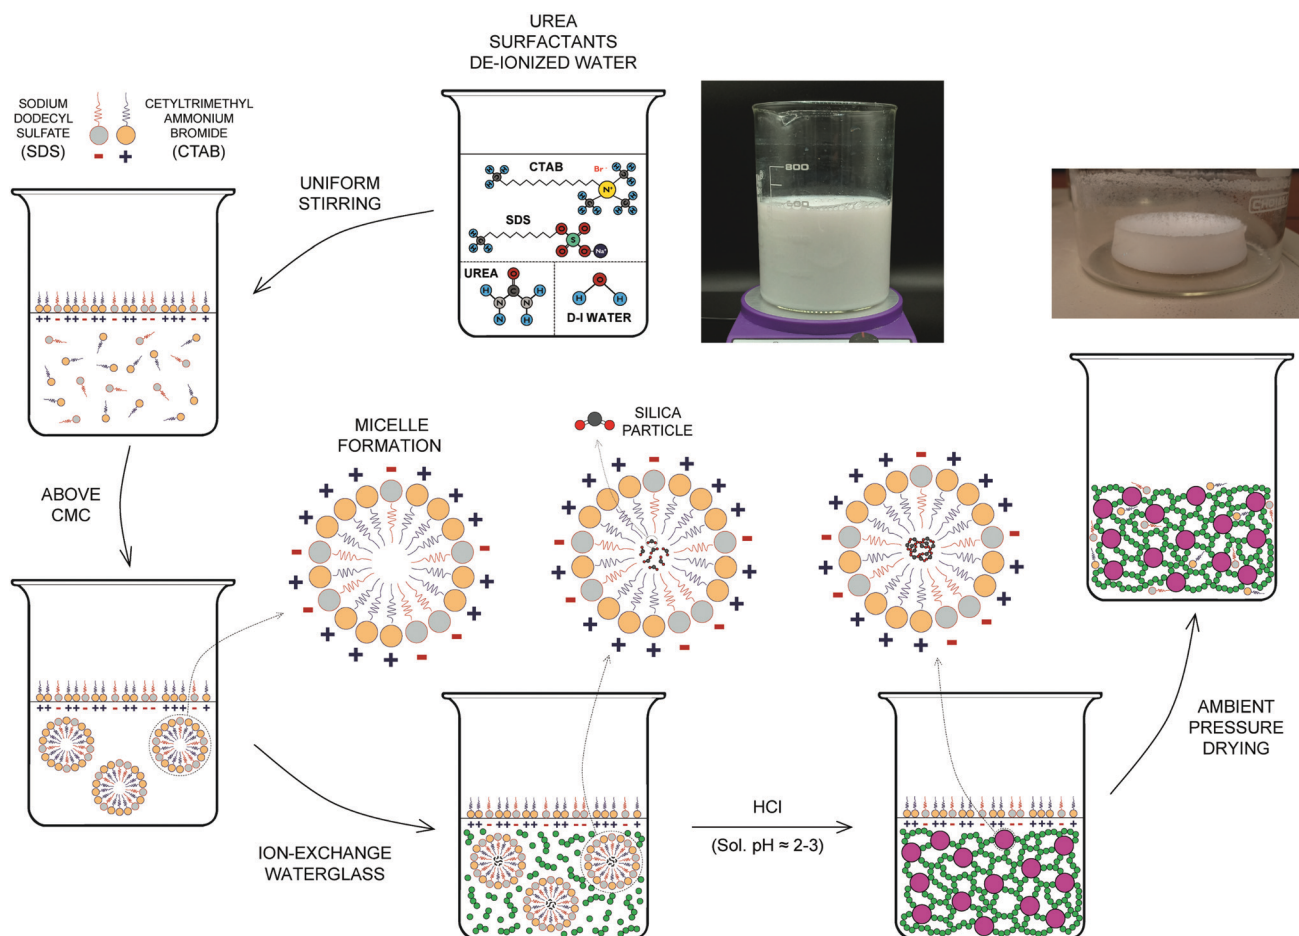 UREA
SURFACTANTS
DE-IONIZED WATER
SODIUM
DODECYL
SULFATE
(SDS)
-
CETYLTRIMETHYL
AMMONIUM
BROMIDE
(CTAB)
+
UNIFORM
STIRRING
CTAB
Br⁻
C
N⁺
C
C
C
SDS
O
O
O
O
S
Na⁺
C
UREA
O
C
H
H
N
N
N
H
O
H
H
D-I WATER
800
600
++ - ++ - ++ - - +++ - +
ABOVE
CMC
MICELLE
FORMATION
SILICA
PARTICLE
++ - ++ - ++ - - +++ - +
ION-EXCHANGE
WATERGLASS
++ - ++ - ++ - - +++ - +
HCl
(Sol. pH ≈ 2-3)
++ - ++ - ++ - - +++ - +
AMBIENT
PRESSURE
DRYING